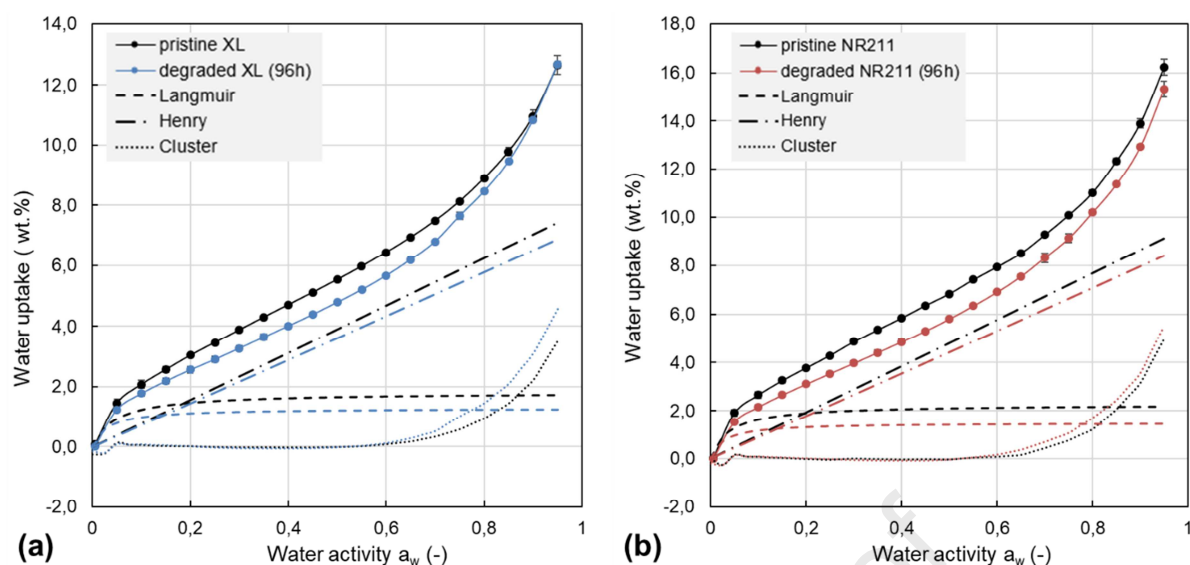 14,0
12,0
10,0
8,0
6,0
4,0
2,0
0,0
-2,0
Water uptake ( wt.%)
pristine XL
degraded XL (96h)
Langmuir
Henry
Cluster
0
0,2
0,4
0,6
0,8
1
(a)
Water activity aw (-)
18,0
16,0
14,0
12,0
10,0
8,0
6,0
4,0
2,0
0,0
-2,0
Water uptake (wt.%)
pristine NR211
degraded NR211 (96h)
Langmuir
Henry
Cluster
0
0,2
0,4
0,6
0,8
1
(b)
Water activity aw (-)